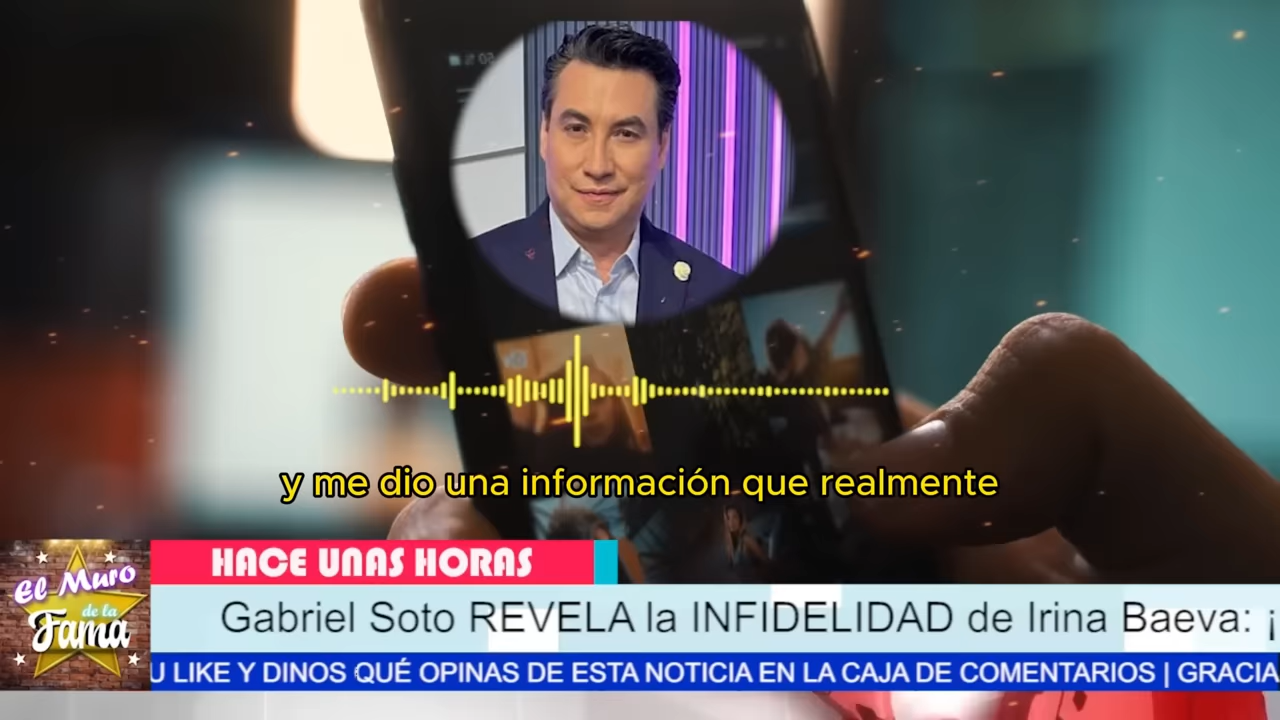 y me dio una información que realmente
HACE UNAS HORAS
El Muro
de la
Fama
Gabriel Soto REVELA la INFIDELIDAD de Irina Baeva: ¡
U LIKE Y DINOS QUÉ OPINAS DE ESTA NOTICIA EN LA CAJA DE COMENTARIOS | GRACIA